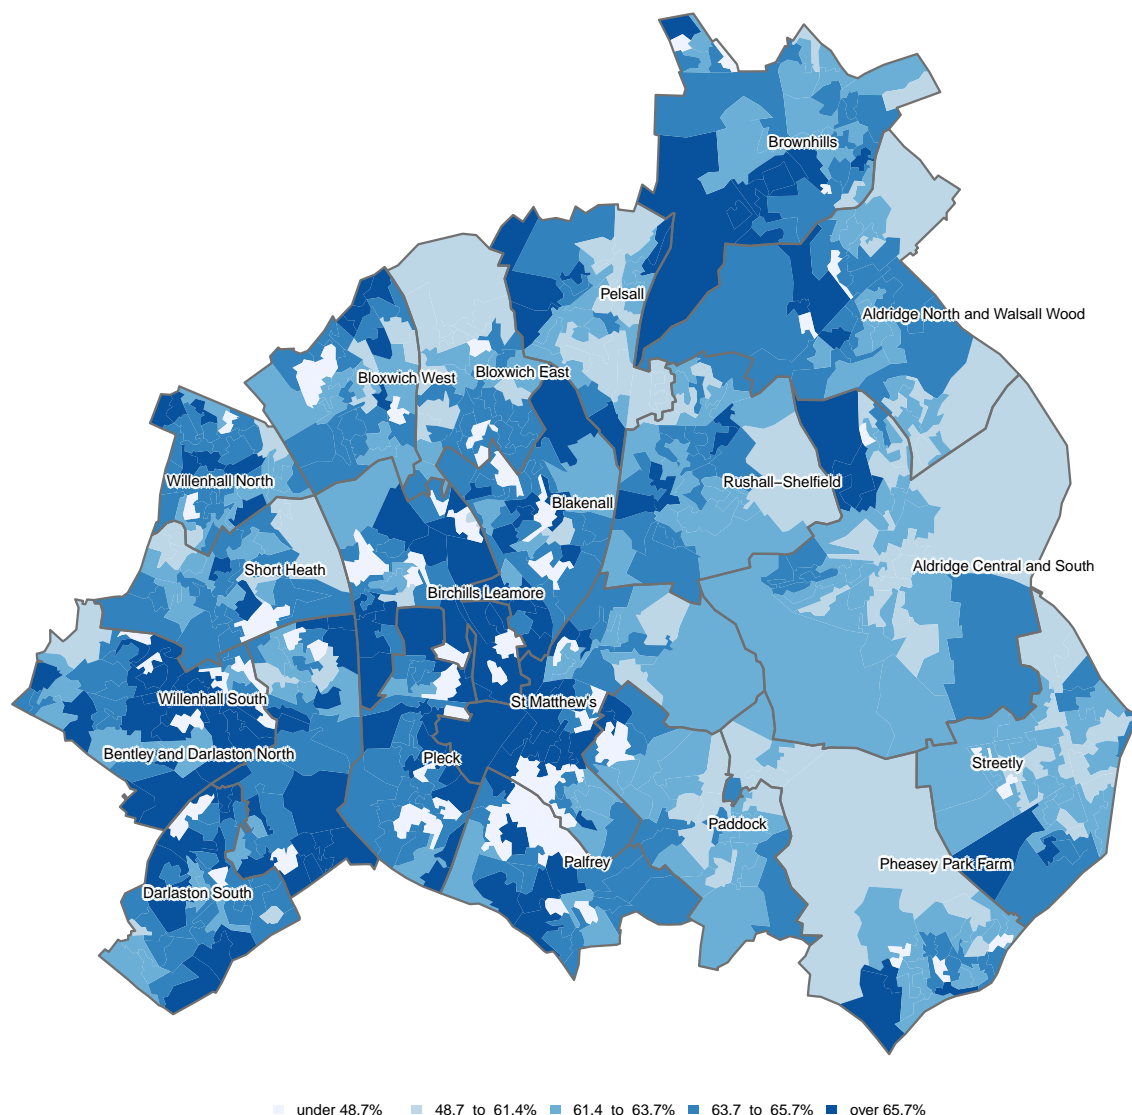 Brownhills
Pelsall
Aldridge North and Walsall Wood
Bloxwich East
Bloxwich West
Willenhall North
Rushall–Shelfield
Blakenall
Short Heath
Aldridge Central and South
Birchills Leamore
Willenhall South
St Matthew's
Bentley and Darlaston North
Pleck
Streetly
Paddock
Palfrey
Pheasey Park Farm
Darlaston South
under 48.7% 48.7 to 61.4% 61.4 to 63.7% 63.7 to 65.7% over 65.7%